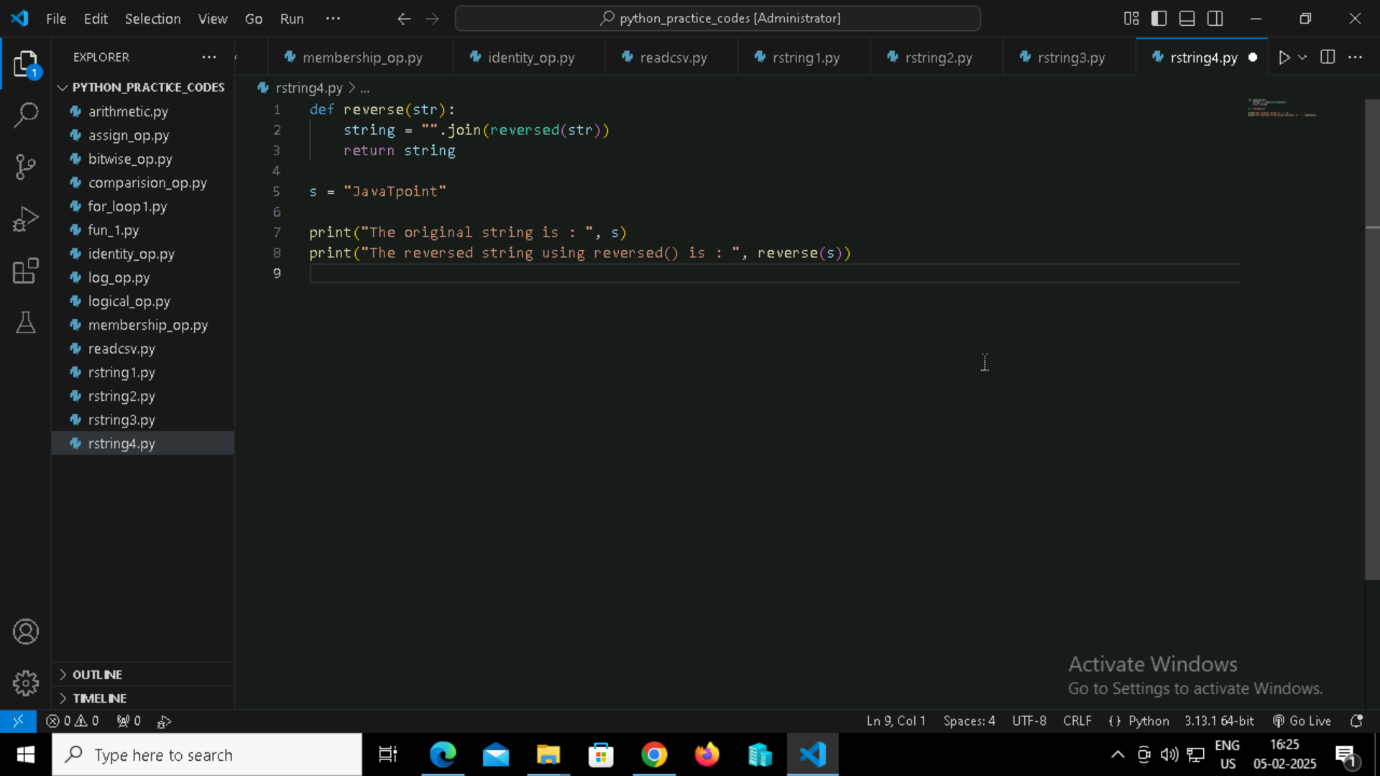 File Edit Selection View Go Run ··· python_practice_codes [Administrator]
EXPLORER ··· membership_op.py identity_op.py readcsv.py rstring1.py rstring2.py rstring3.py rstring4.py
PYTHON_PRACTICE_CODES
arithmetic.py
assign_op.py
bitwise_op.py
comparision_op.py
for_loop1.py
fun_1.py
identity_op.py
log_op.py
logical_op.py
membership_op.py
readcsv.py
rstring1.py
rstring2.py
rstring3.py
rstring4.py
OUTLINE
TIMELINE
1
rstring4.py > ...
1 def reverse(str):
2 string = "".join(reversed(str))
3 return string
4
5 s = "JavaTpoint"
6
7 print("The original string is : ", s)
8 print("The reversed string using reversed() is : ", reverse(s))
9
Activate Windows
Go to Settings to activate Windows.
0 0 0 Ln 9, Col 1 Spaces: 4 UTF-8 CRLF {} Python 3.13.1 64-bit Go Live
Type here to search
ENG
US
16:25
05-02-2025
1